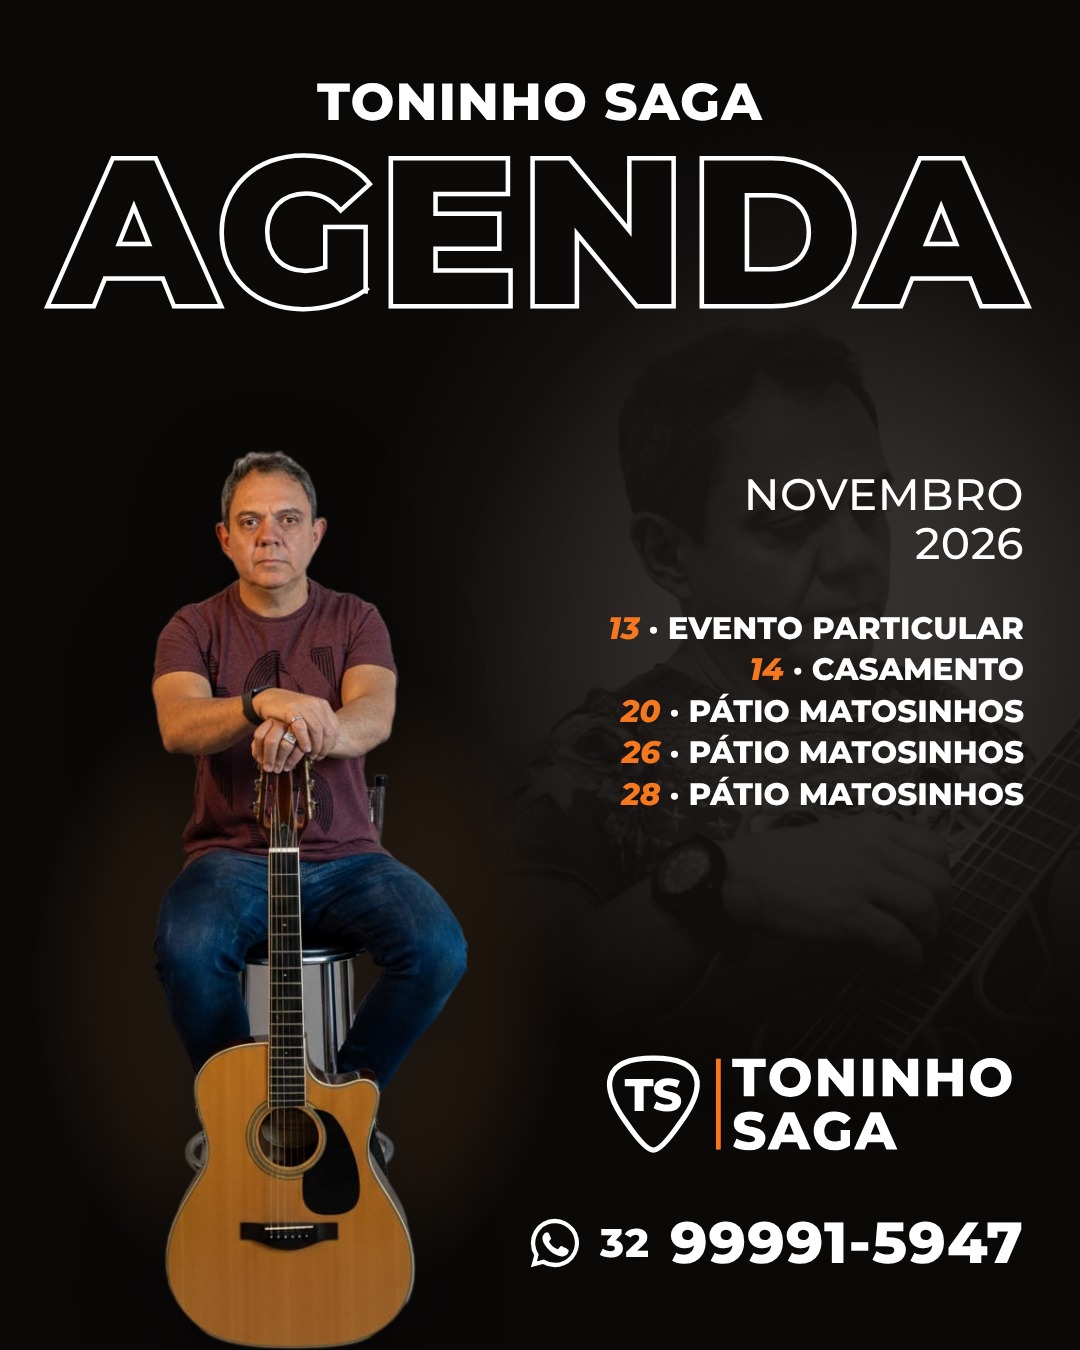 TONINHO SAGA
AGENDA
NOVEMBRO
2026
13 · EVENTO PARTICULAR
14 · CASAMENTO
20 · PÁTIO MATOSINHOS
26 · PÁTIO MATOSINHOS
28 · PÁTIO MATOSINHOS
TS
TONINHO
SAGA
32 99991-5947